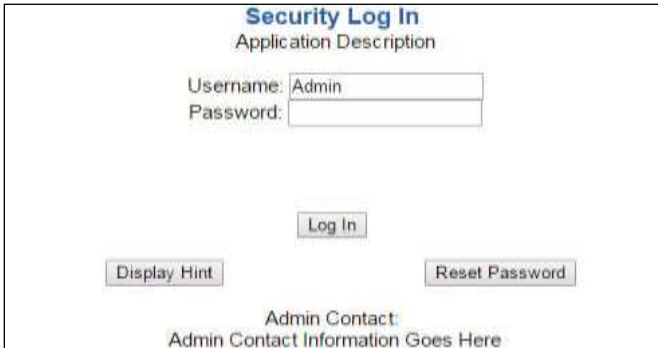 Security Log In
Application Description
Username: Admin
Password:
Log In
Display Hint Reset Password
Admin Contact:
Admin Contact Information Goes Here